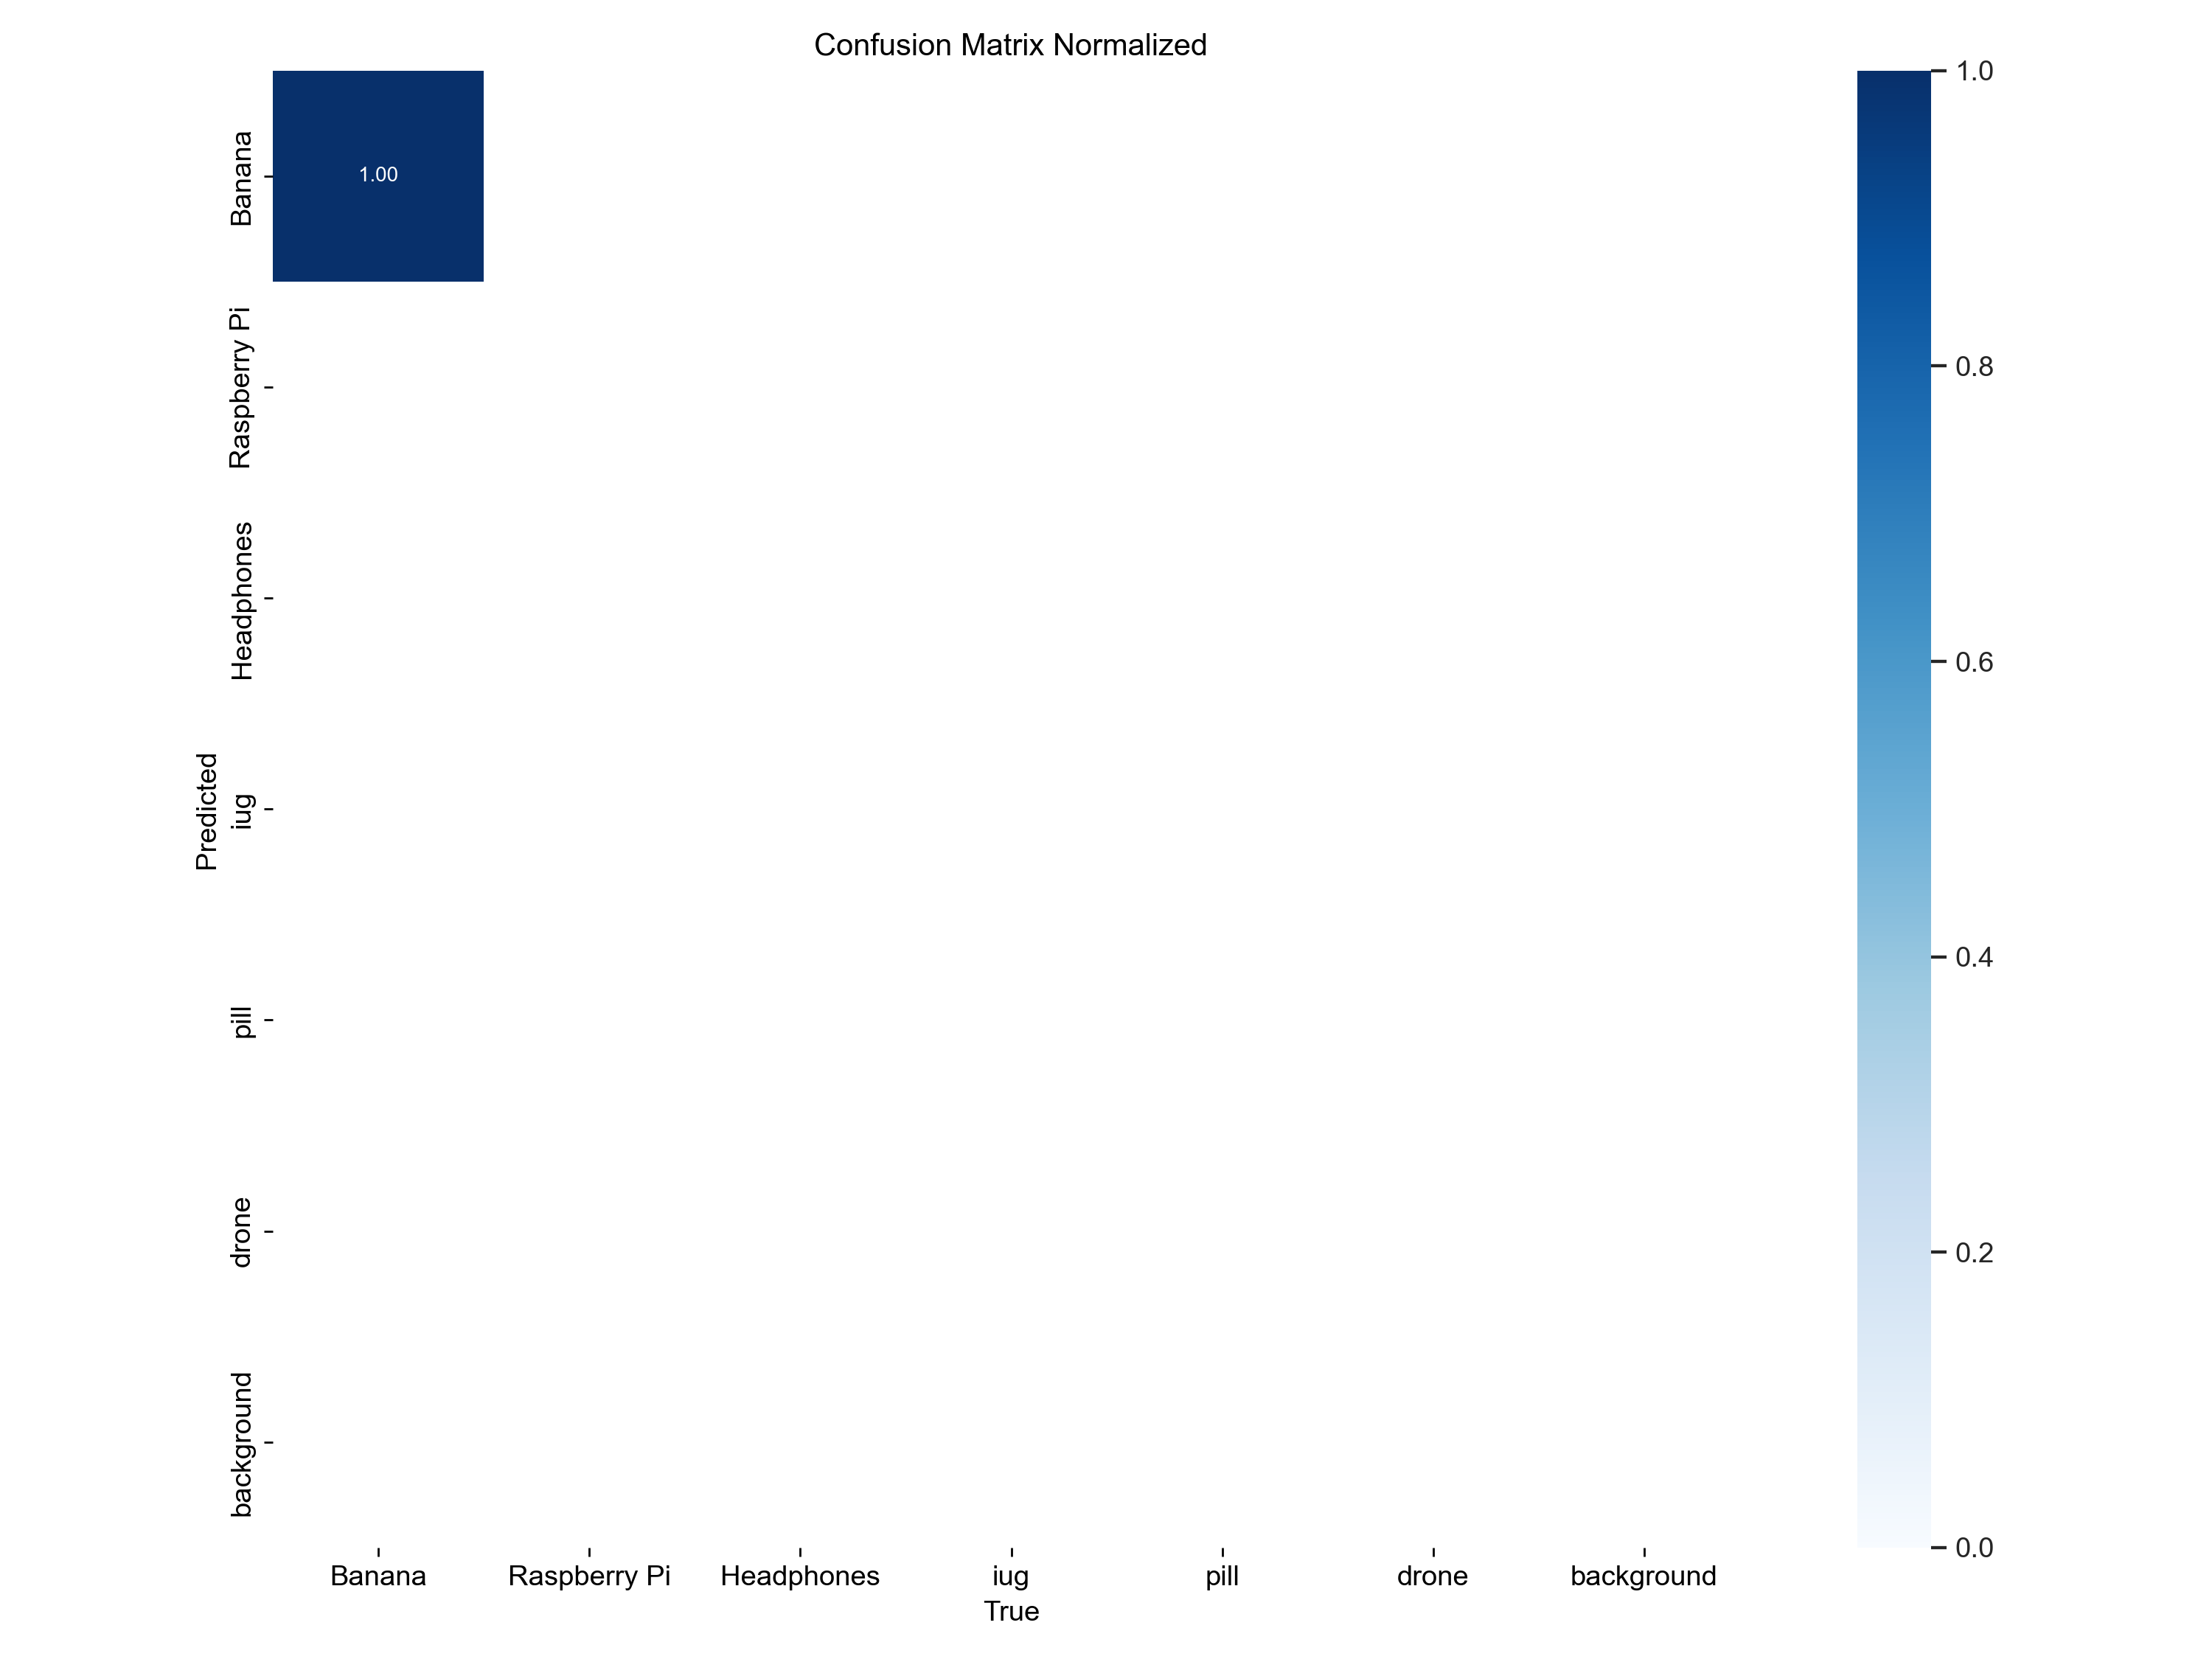 Confusion Matrix Normalized
Predicted
Banana
Raspberry Pi
Headphones
iug
pill
drone
background
1.00
Banana Raspberry Pi Headphones iug pill drone background
True
1.0
0.8
0.6
0.4
0.2
0.0